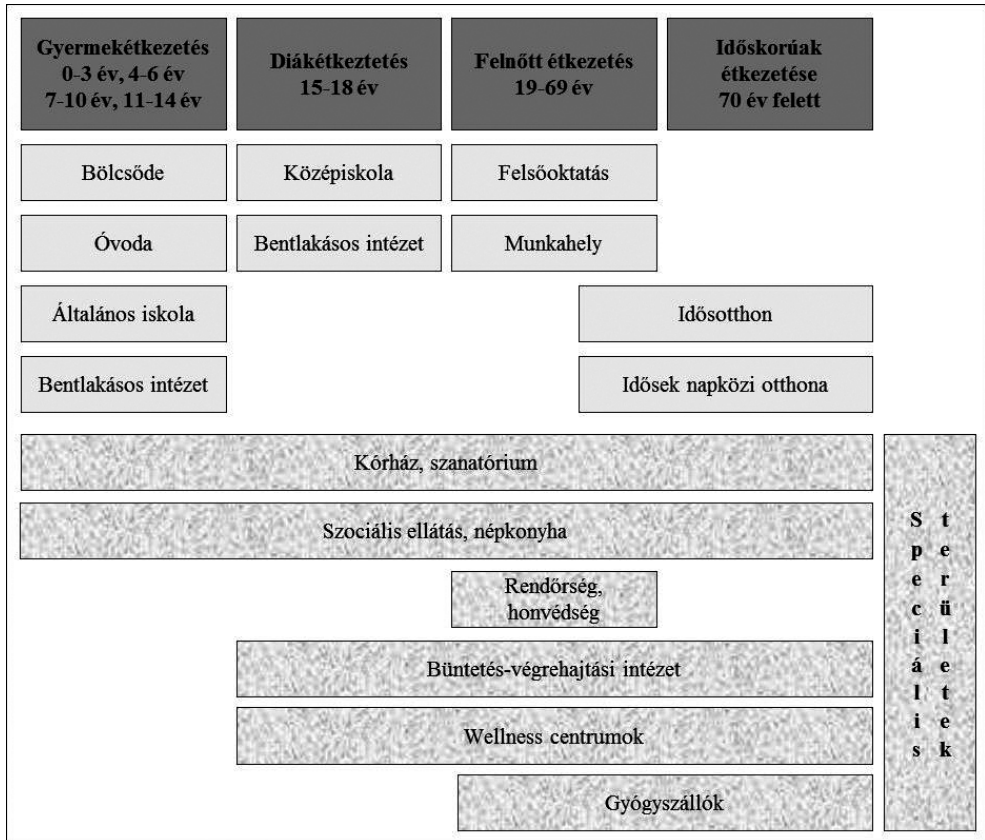 Gyermekétkezetés
0-3 év, 4-6 év
7-10 év, 11-14 év
Diákétkeztetés
15-18 év
Felnőtt étkezetés
19-69 év
Időskorúak
étkezetése
70 év felett
Bölcsőde
Középiskola
Felsőoktatás
Óvoda
Bentlakásos intézet
Munkahely
Általános iskola
Idősotthon
Bentlakásos intézet
Idősek napközi otthona
Kórház, szanatórium
Szociális ellátás, népkonyha
Rendőrség,
honvédség
Büntetés-végrehajtási intézet
Wellness centrumok
Gyógyszállók
Speciális
területek